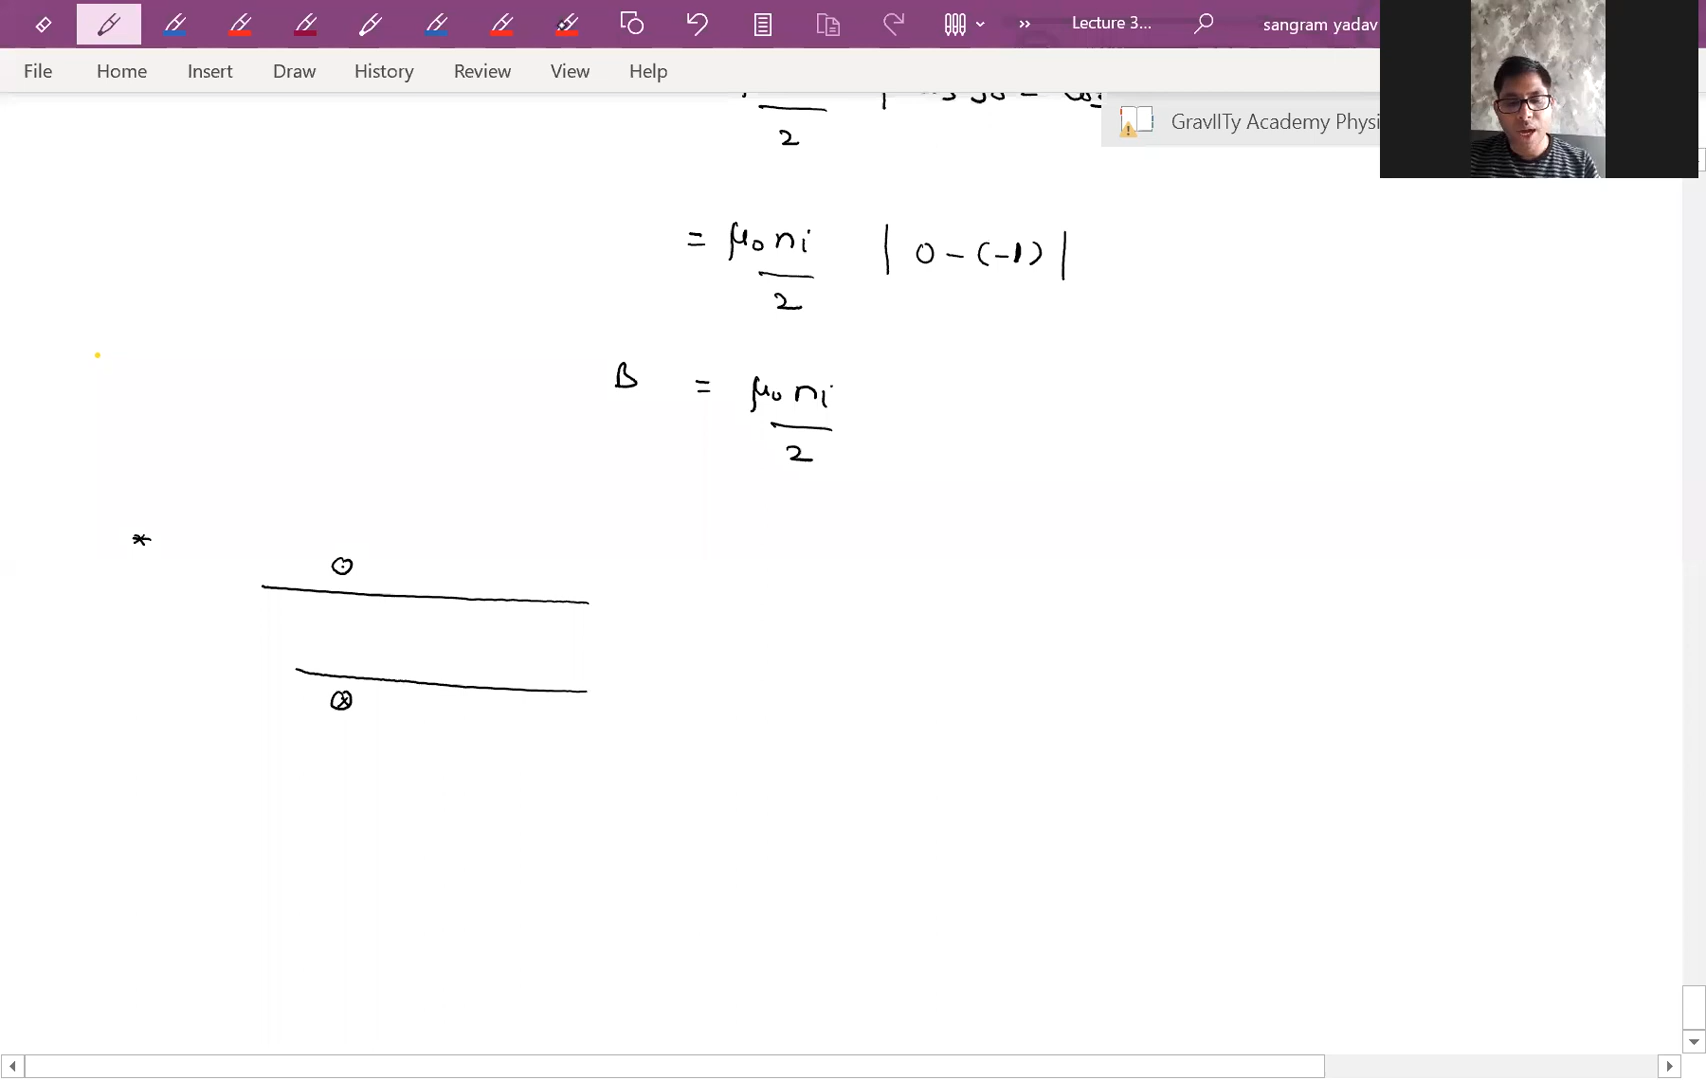 Lecture 3...
sangram yadav
File Home Insert Draw History Review View Help
GravIITy Academy Physi
2
= μ₀ni/2 | 0 - (-1) |
B = μ₀ni/2
*